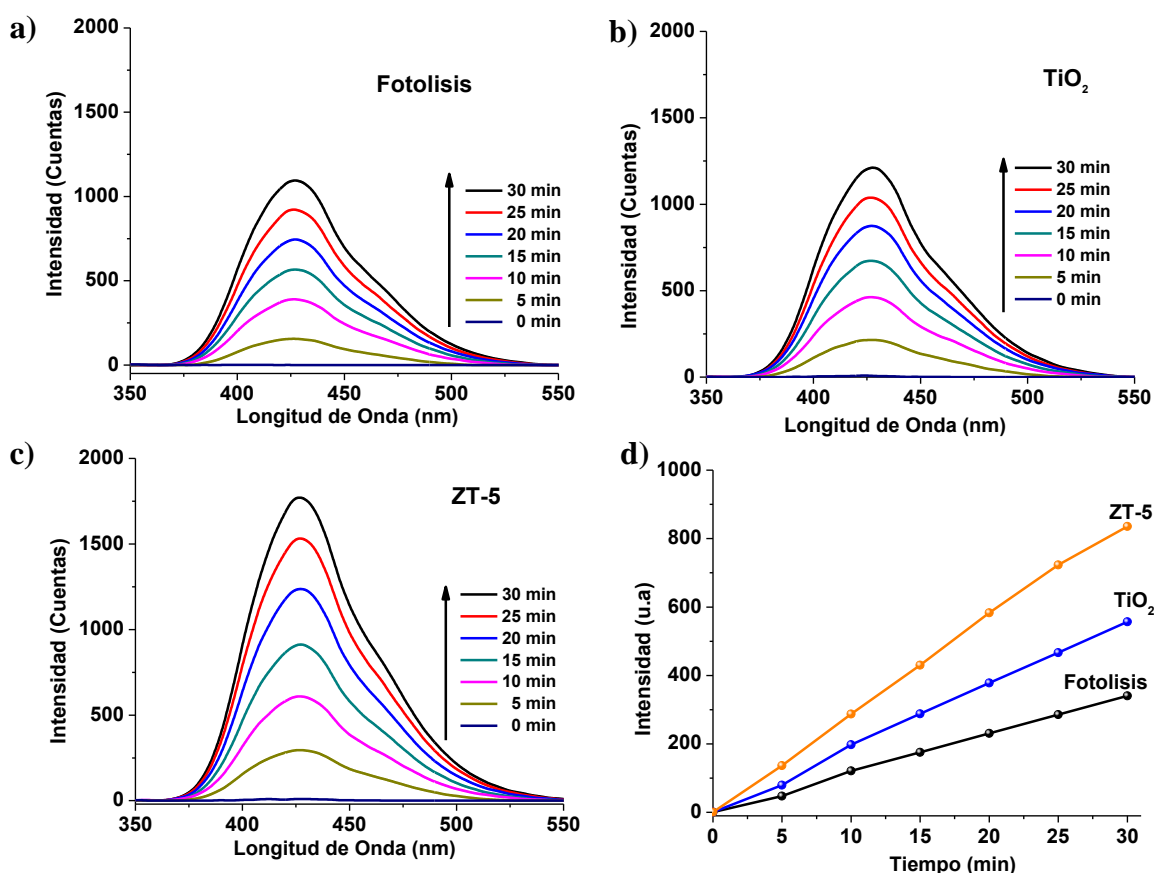 a)
Fotolisis
Intensidad (Cuentas)
2000
1500
1000
500
0
30 min
25 min
20 min
15 min
10 min
5 min
0 min
350
400
450
500
550
Longitud de Onda (nm)
b)
TiO2
Intensidad (Cuentas)
2000
1500
1000
500
0
30 min
25 min
20 min
15 min
10 min
5 min
0 min
350
400
450
500
550
Longitud de Onda (nm)
c)
ZT-5
Intensidad (Cuentas)
2000
1500
1000
500
0
30 min
25 min
20 min
15 min
10 min
5 min
0 min
350
400
450
500
550
Longitud de Onda (nm)
d)
Intensidad (u.a)
1000
800
600
400
200
0
ZT-5
TiO2
Fotolisis
0
5
10
15
20
25
30
Tiempo (min)